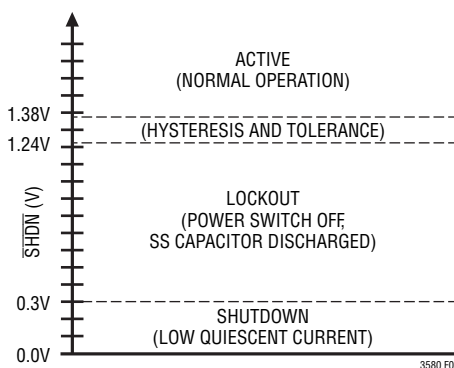 ACTIVE
(NORMAL OPERATION)
1.38V
(HYSTERESIS AND TOLERANCE)
1.24V
SHDN (V)
LOCKOUT
(POWER SWITCH OFF,
SS CAPACITOR DISCHARGED)
0.3V
SHUTDOWN
(LOW QUIESCENT CURRENT)
0.0V
3580 F0